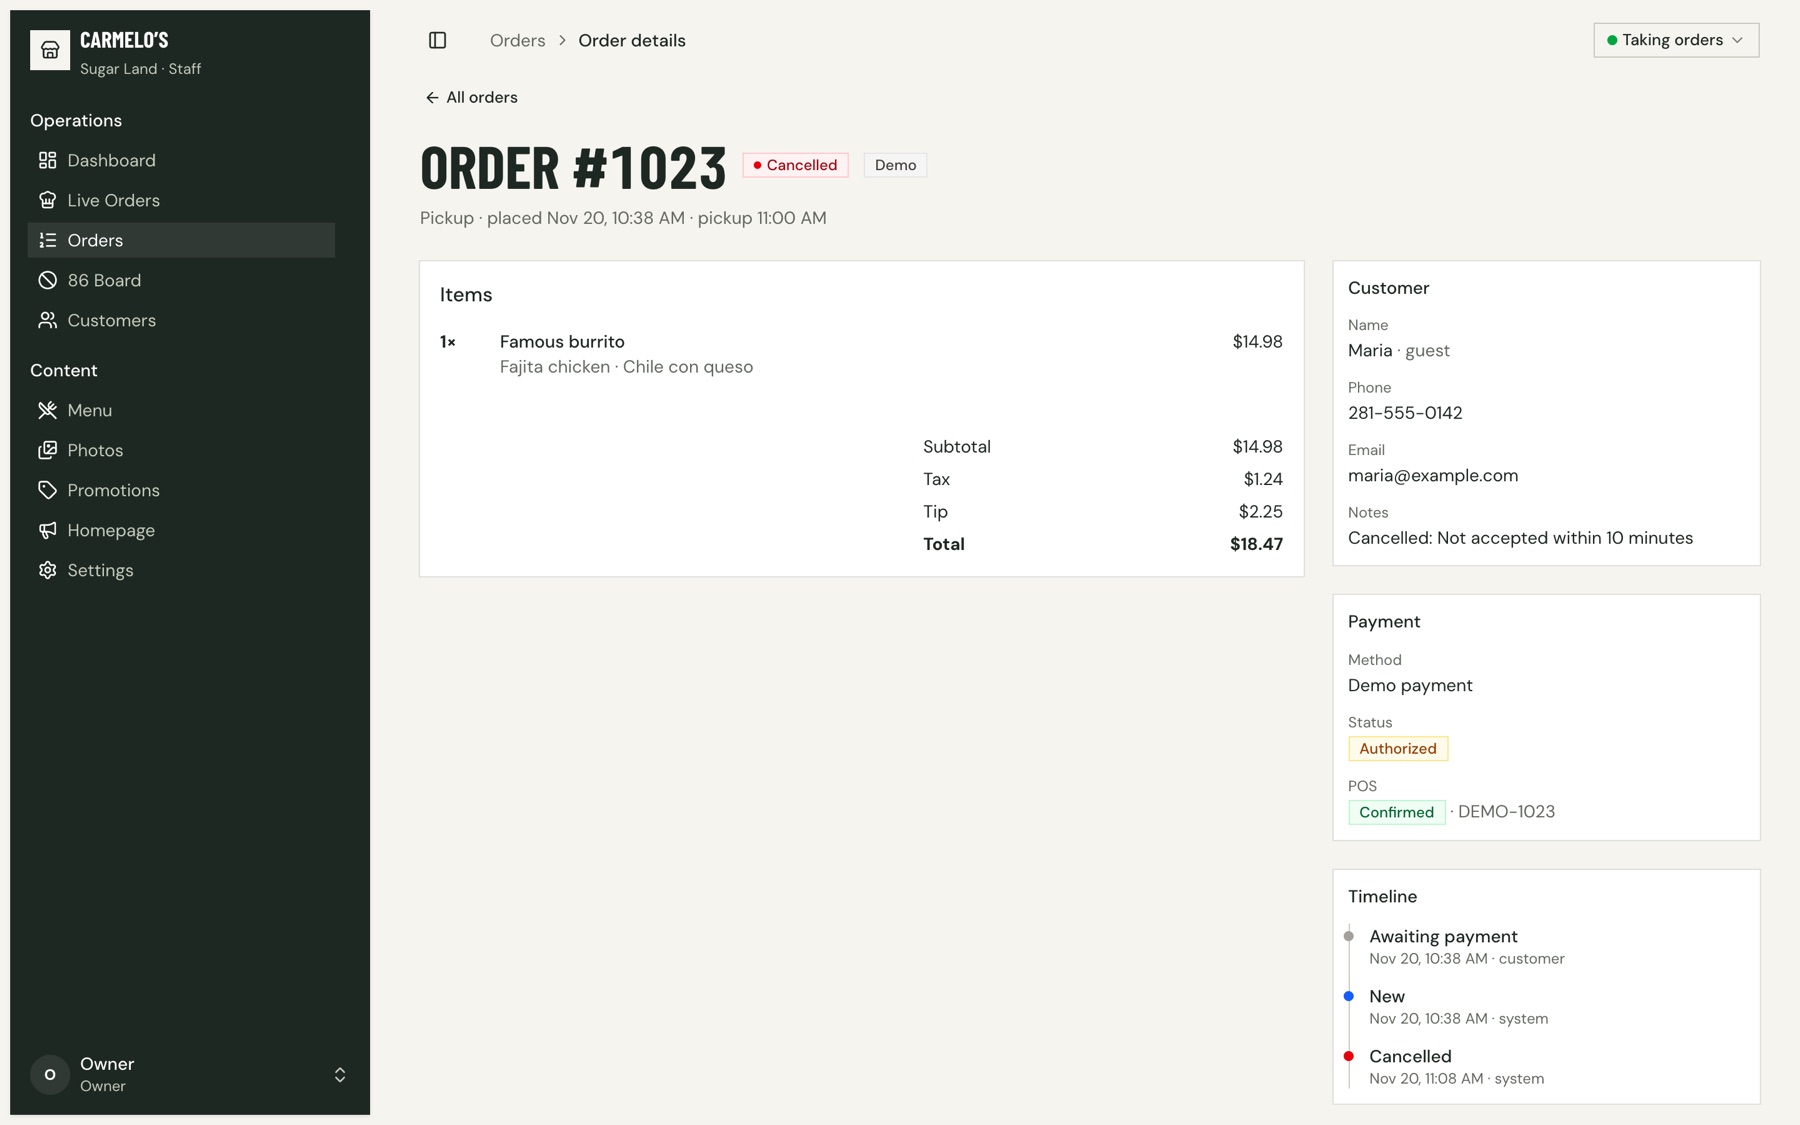 CARMELO'S
Sugar Land · Staff
Operations
Dashboard
Live Orders
Orders
86 Board
Customers
Content
Menu
Photos
Promotions
Homepage
Settings
O
Owner
Owner
Orders > Order details
Taking orders
← All orders
ORDER #1023
Cancelled
Demo
Pickup · placed Nov 20, 10:38 AM · pickup 11:00 AM
Items
1× Famous burrito $14.98
Fajita chicken · Chile con queso
Subtotal $14.98
Tax $1.24
Tip $2.25
Total $18.47
Customer
Name
Maria · guest
Phone
281-555-0142
Email
maria@example.com
Notes
Cancelled: Not accepted within 10 minutes
Payment
Method
Demo payment
Status
Authorized
POS
Confirmed · DEMO-1023
Timeline
Awaiting payment
Nov 20, 10:38 AM · customer
New
Nov 20, 10:38 AM · system
Cancelled
Nov 20, 11:08 AM · system